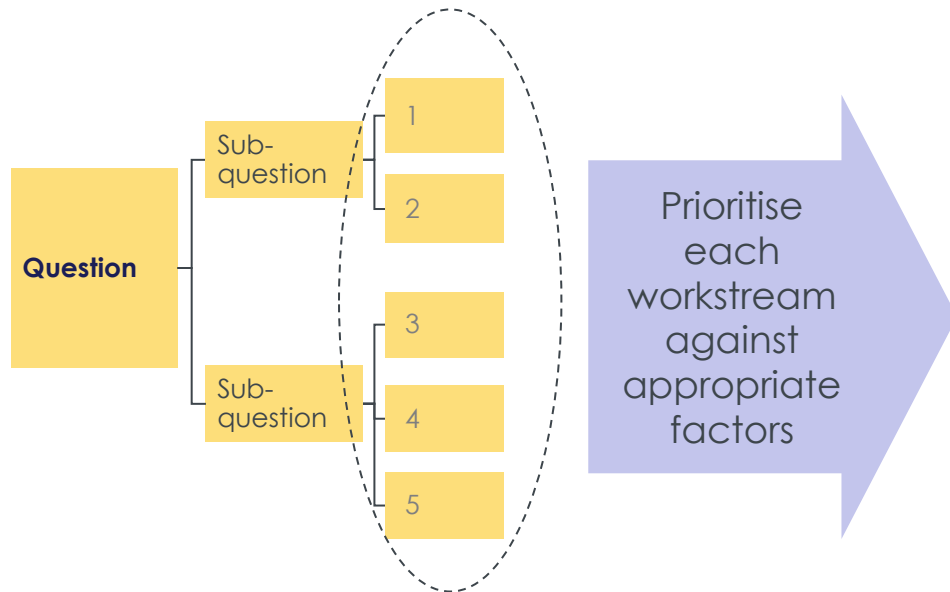 Question
Sub-
question
1
2
Sub-
question
3
4
5
Prioritise
each
workstream
against
appropriate
factors